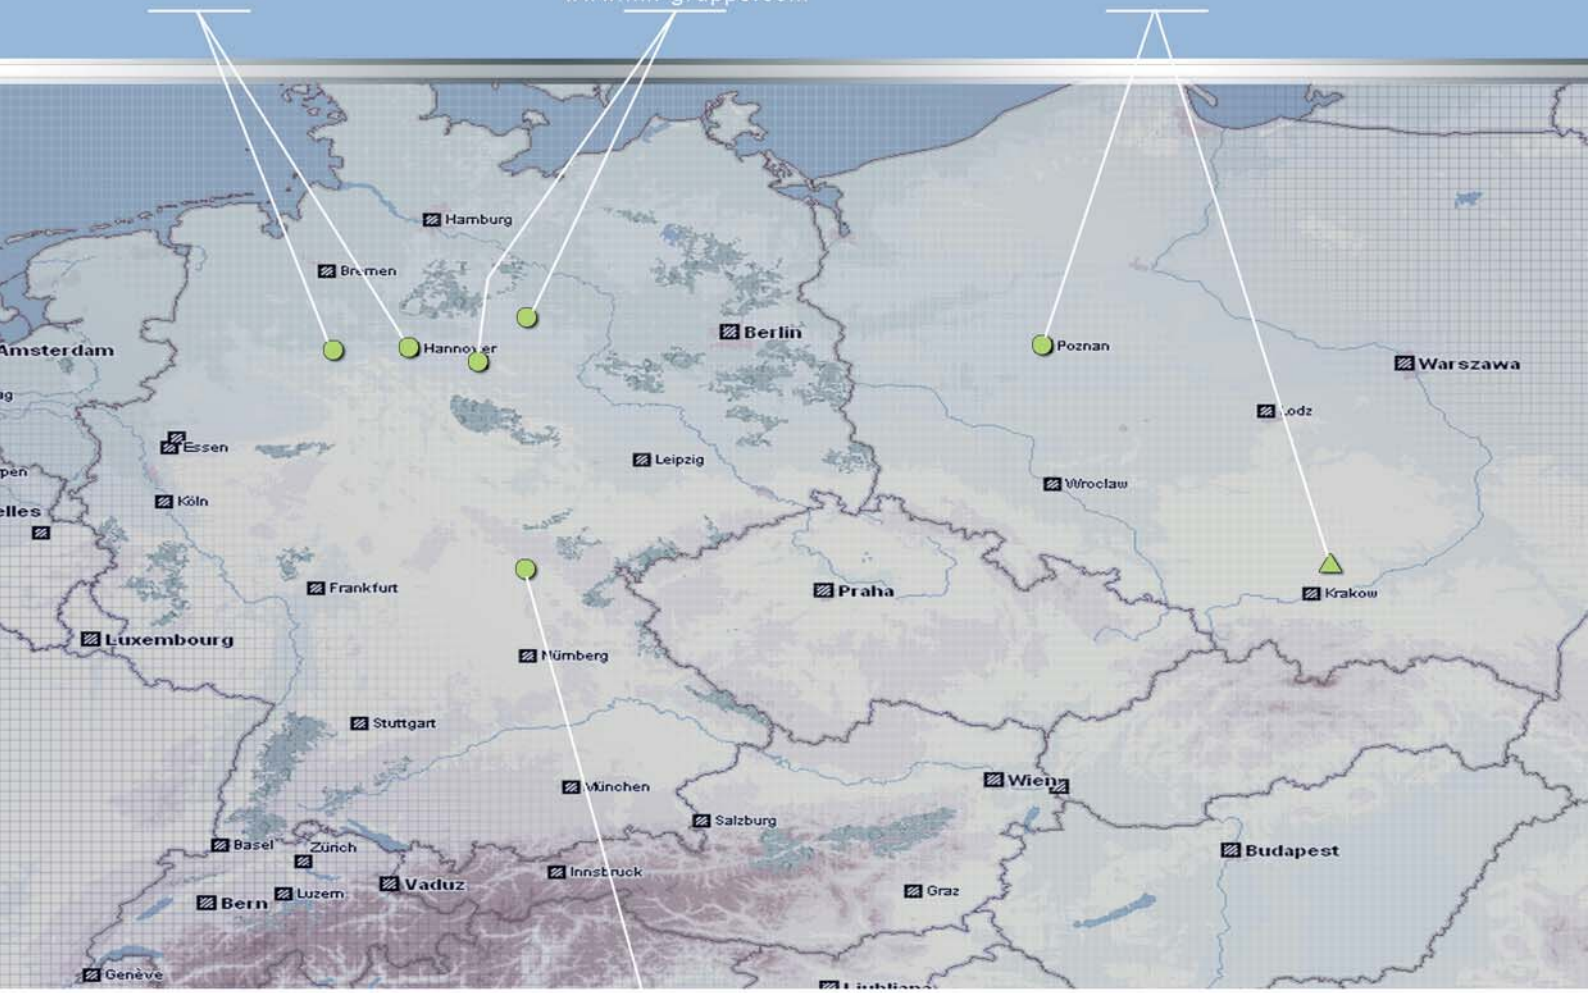 Hamburg
Bremen
Berlin
Hannover
Poznan
Amsterdam
Warszawa
Lodz
Essen
Leipzig
Köln
Wroclaw
Frankfurt
Praha
Krakow
Luxembourg
Nürnberg
Stuttgart
München
Wien
Salzburg
Basel
Zürich
Budapest
Innsbruck
Vaduz
Luzern
Graz
Bern
Genève
Ljubljana